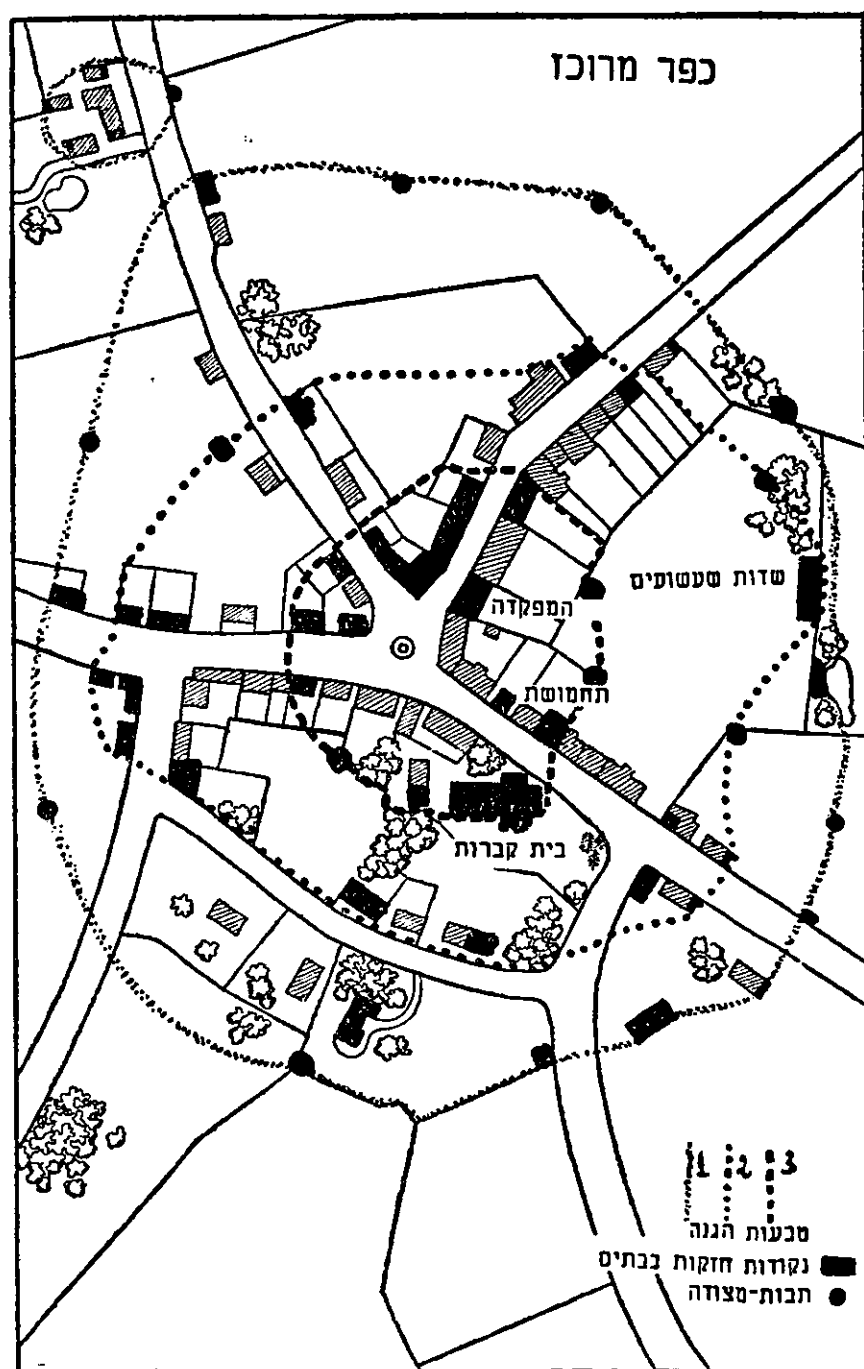 כפר מרוכז
שדות שעשועים
המפקדה
תחמושת
בית קברות
1 2 3
טבעות הגנה
נקודות חזקות בבתים
תבות-מצודה